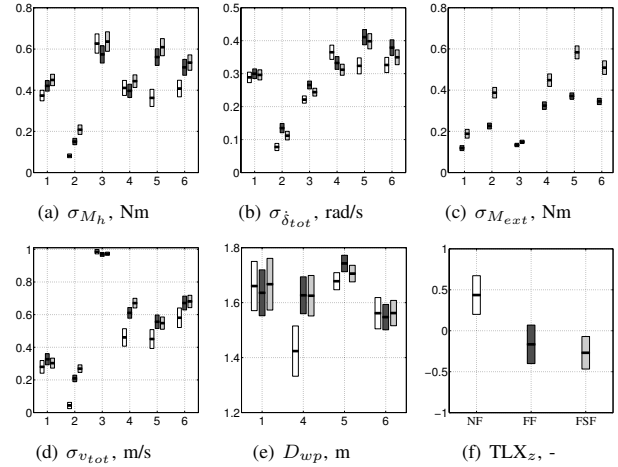 0.8
0.6
0.4
0.2
0
1 2 3 4 5 6
(a) σ_{M_h}, Nm
0.5
0.4
0.3
0.2
0.1
0
1 2 3 4 5 6
(b) σ_{δ̇_{tot}}, rad/s
0.8
0.6
0.4
0.2
0
1 2 3 4 5 6
(c) σ_{M_{ext}}, Nm
1
0.8
0.6
0.4
0.2
0
1 2 3 4 5 6
(d) σ_{v_{tot}}, m/s
1.8
1.6
1.4
1.2
1 4 5 6
(e) D_{wp}, m
1
0.5
0
−0.5
−1
NF FF FSF
(f) TLX_z, -